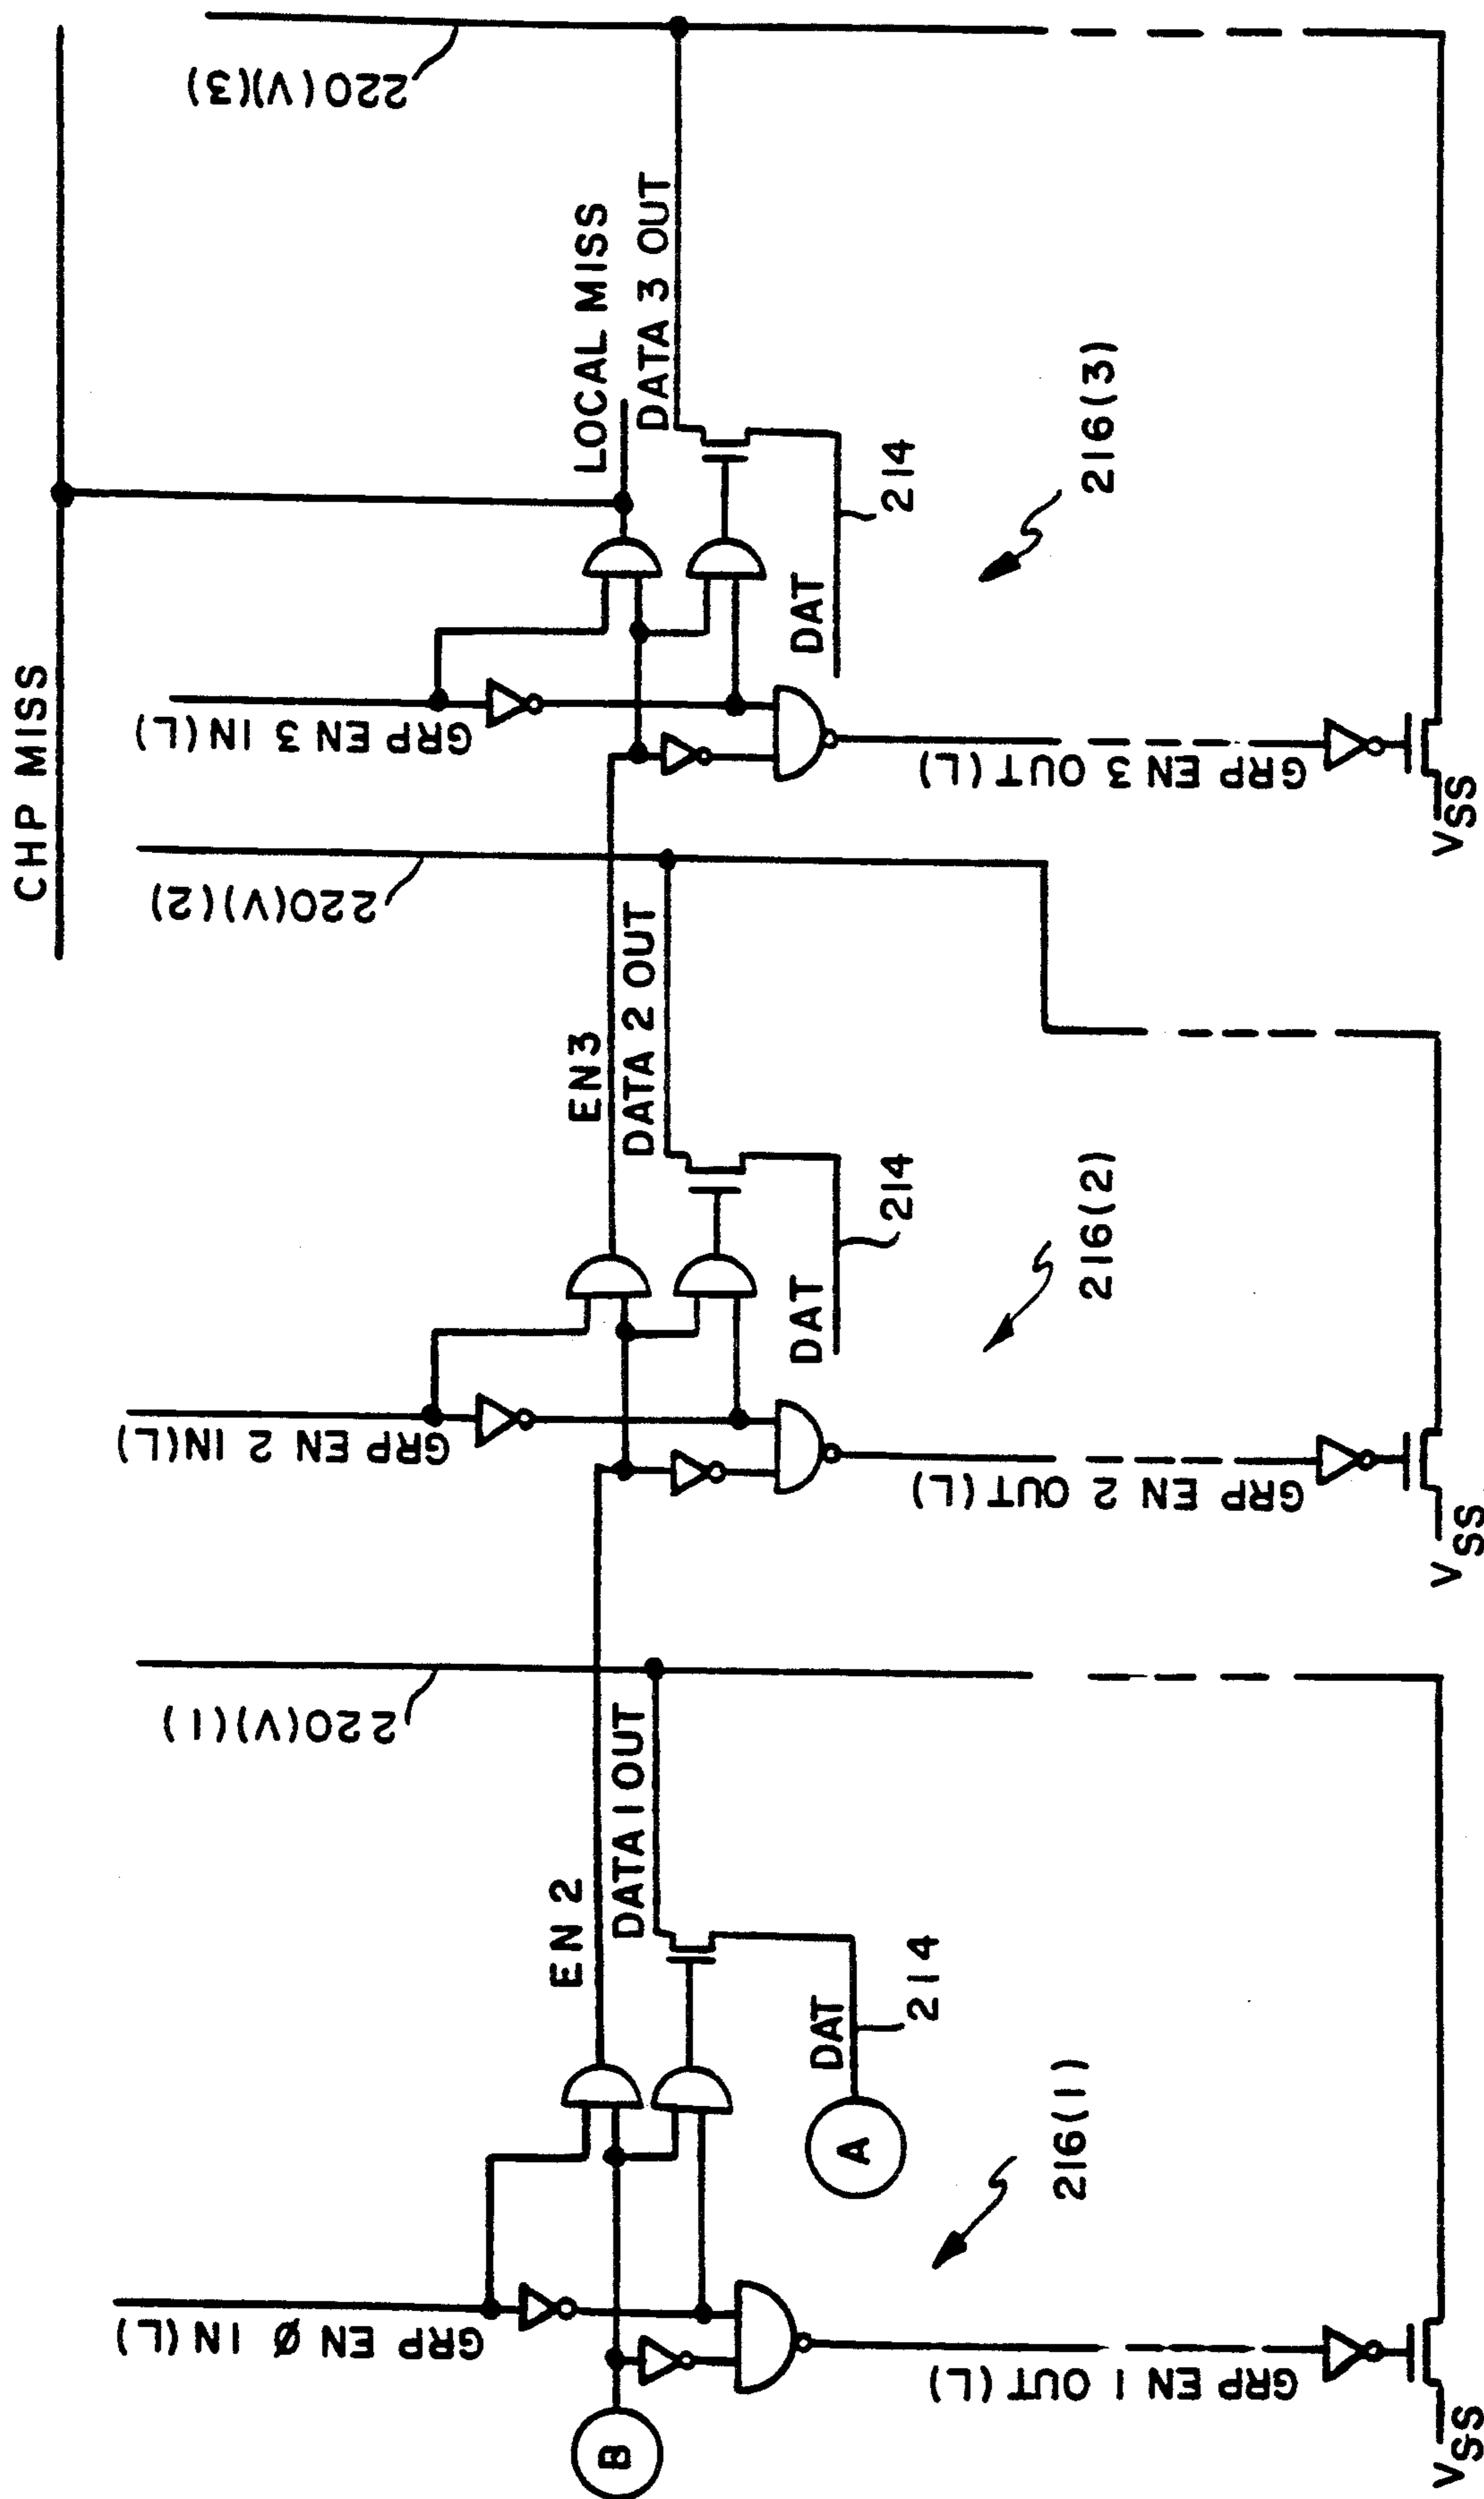 CHP MISS
220(V)(3)
LOCAL MISS
DATA 3 OUT
GRP EN 3 IN(L)
DAT
214
216(3)
GRP EN 3 OUT(L)
VSS
220(V)(2)
EN3
DATA 2 OUT
GRP EN 2 IN(L)
DAT
214
216(2)
GRP EN 2 OUT(L)
VSS
220(V)(1)
EN 2
DATA 1 OUT
GRP EN Ø IN(L)
DAT
214
A
B
216(1)
GRP EN 1 OUT(L)
VSS